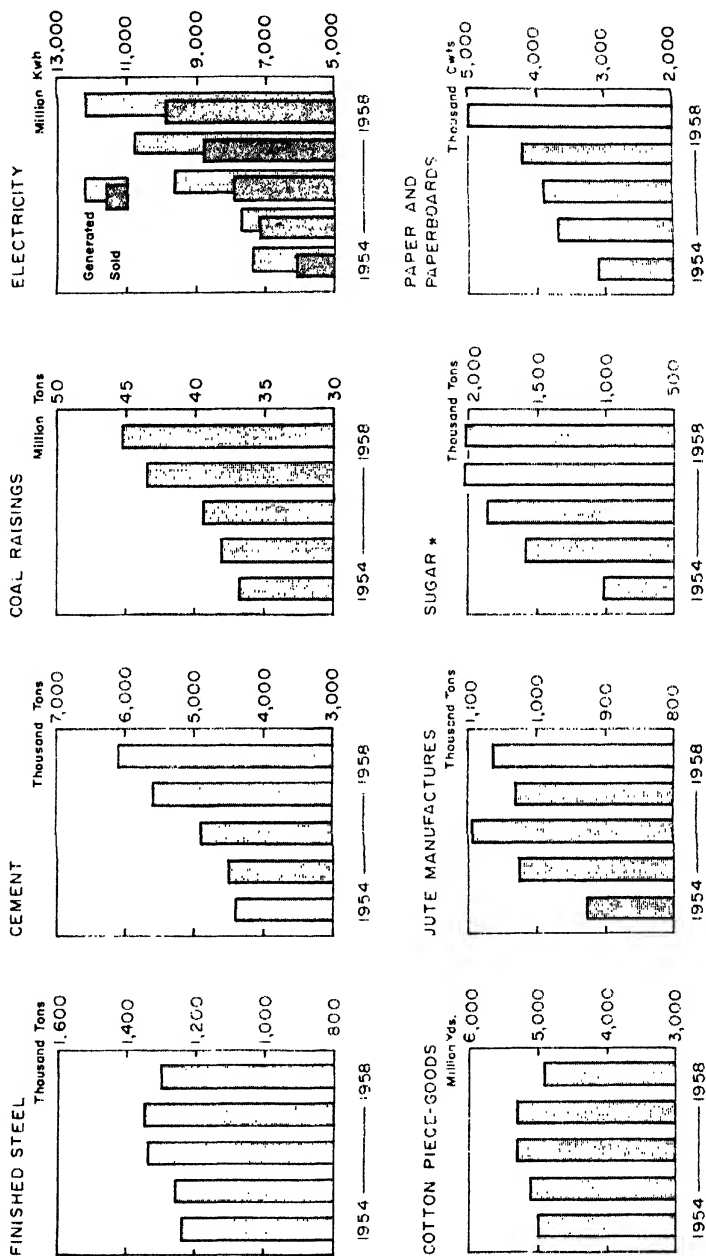 FINISHED STEEL
Thousand Tons
1,600
1,400
1,200
1,000
800
1954 1958
CEMENT
Thousand Tons
7,000
6,000
5,000
4,000
3,000
1954 1958
COAL RAISINGS
Million Tons
50
45
39
35
30
1954 1958
ELECTRICITY
Million Kwh
13,000
11,000
9,000
7,000
5,000
Generated
Sold
1954 1958
COTTON PIECE-GOODS
Million Yds.
6,000
5,000
4,000
3,000
1954 1958
JUTE MANUFACTURES
Thousand Tons
1,100
1,000
900
800
1954 1958
SUGAR *
Thousand Tons
2,000
1,500
1,000
500
1954 1958
PAPER AND
PAPERBOARDS
Thousand Cwts
5,000
4,000
3,000
2,000
1954 1958